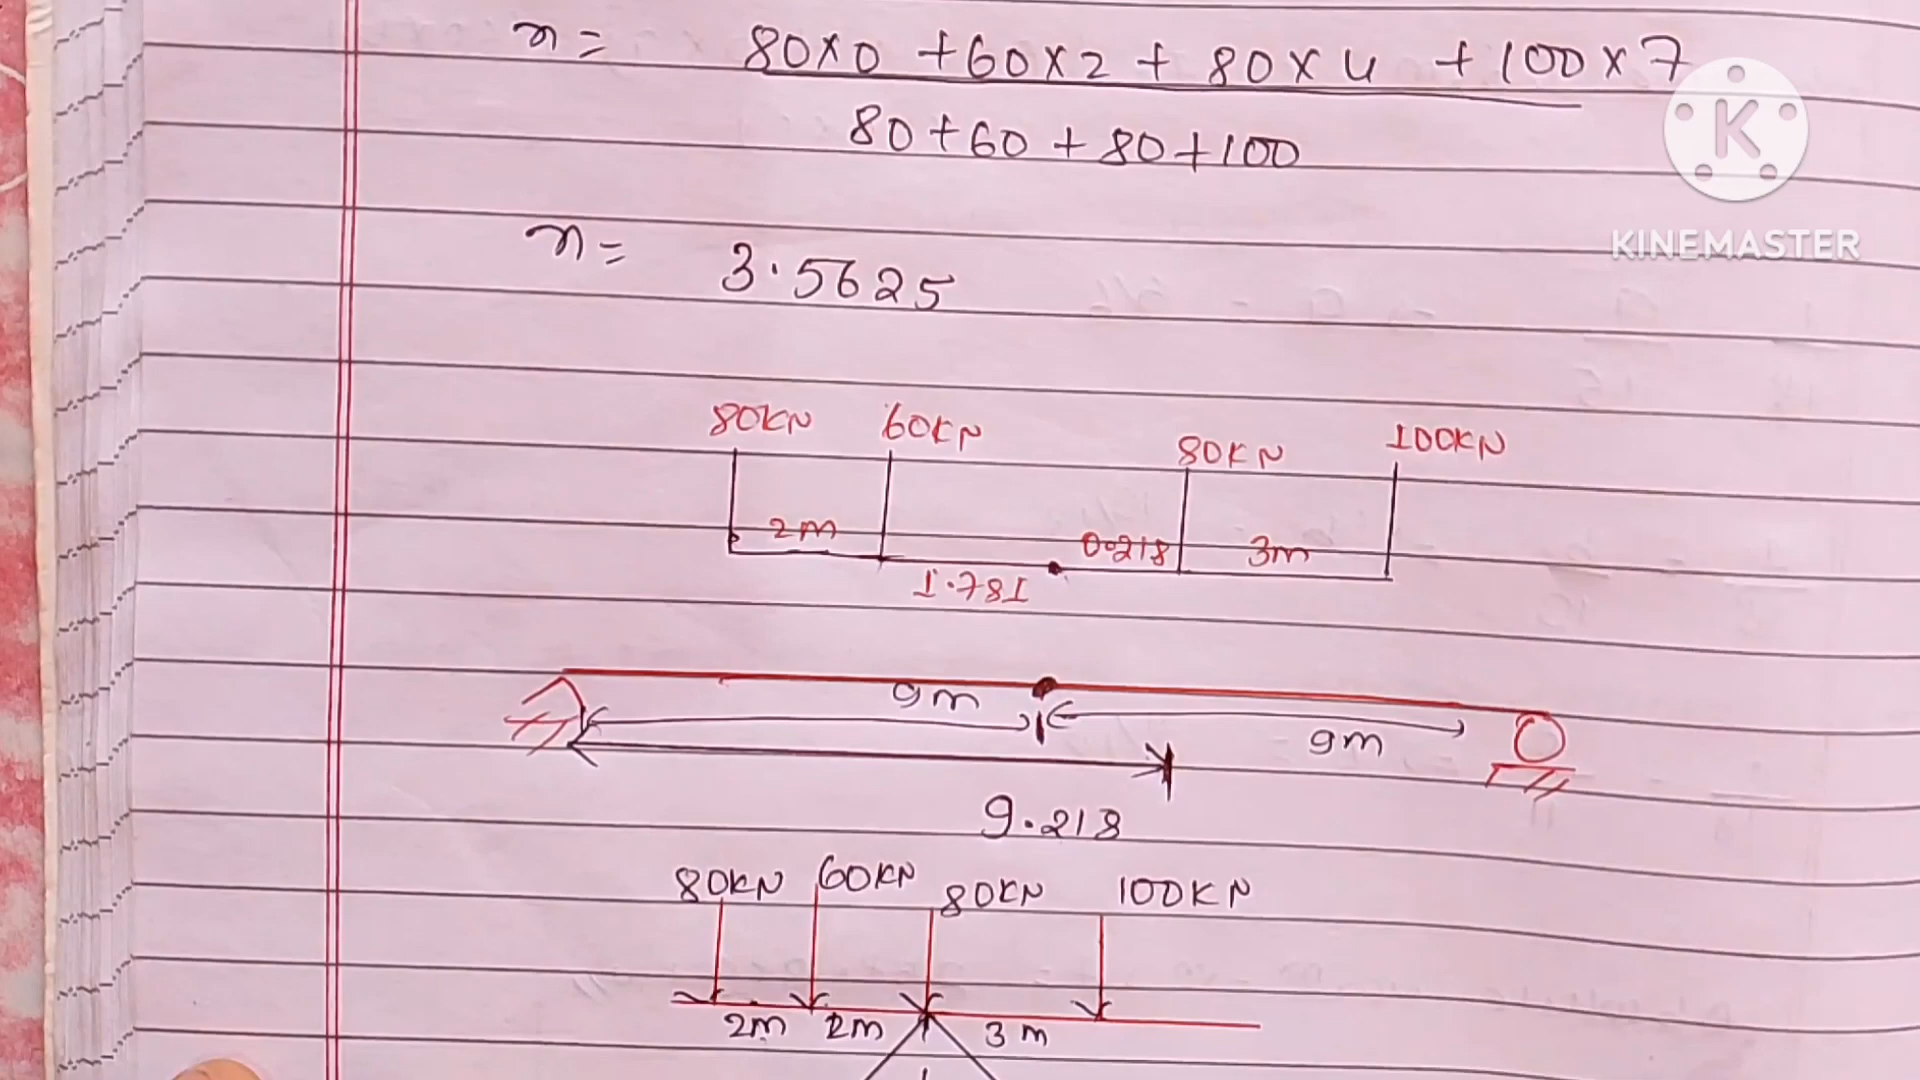 x = 80×0 + 60×2 + 80×4 + 100×7
80+60+80+100
K
KINEMASTER
x = 3.5625
80KN 60KN 80KN 100KN
2m 0.218 3m
1.781
9m 9m
9.218
80KN 60KN 80KN 100KN
2m 2m 3m